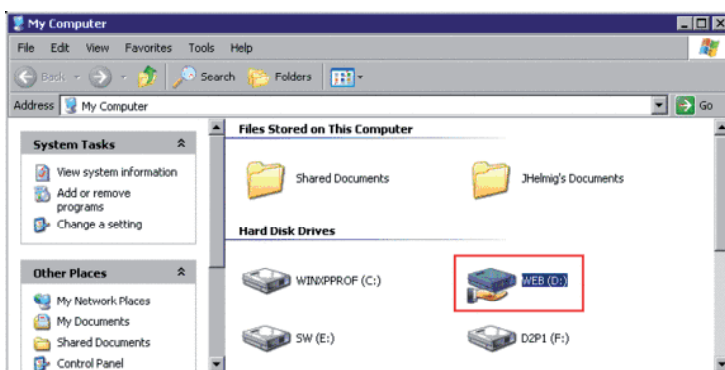 My Computer
File Edit View Favorites Tools Help
Back Search Folders
Address My Computer Go
System Tasks
View system information
Add or remove
programs
Change a setting
Other Places
My Network Places
My Documents
Shared Documents
Control Panel
Files Stored on This Computer
Shared Documents JHelmig's Documents
Hard Disk Drives
WINXPPROF (C:) WEB (D:)
SW (E:) D2P1 (F:)